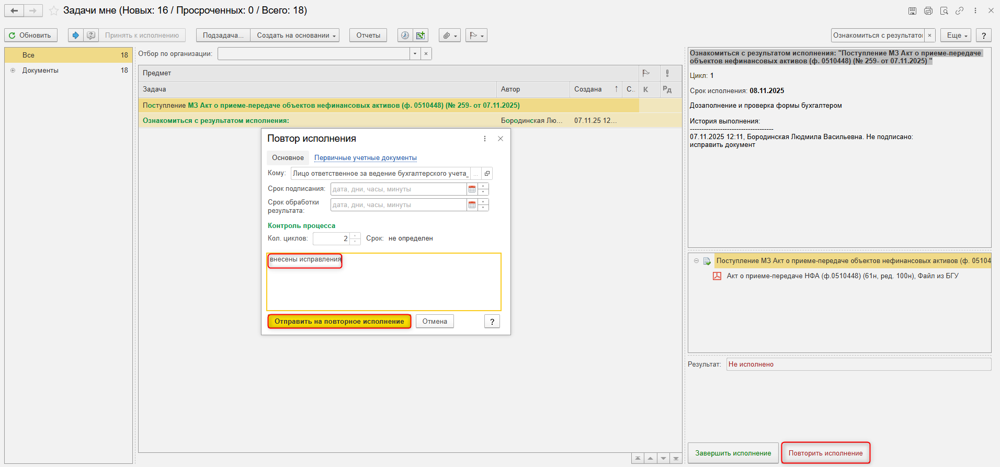 Задачи мне (Новых: 16 / Просроченных: 0 / Всего: 18)
Обновить
Принять к исполнению
Подзадача...
Создать на основании
Отчеты
Ознакомиться с результато
×
Еще
?
Все 18
Документы 18
Отбор по организации:
Предмет
Задача Автор Создана ↑ С.. К Рд
Поступление МЗ Акт о приеме-передаче объектов нефинансовых активов (ф. 0510448) (№ 259- от 07.11.2025)
Ознакомиться с результатом исполнения: Бородинская Лю... 07.11.25 12...
Повтор исполнения
Основное
Первичные учетные документы
Кому: Лицо ответственное за ведение бухгалтерского учета_ ...
Срок подписания: дата, дни, часы, минуты
Срок обработки
результата: дата, дни, часы, минуты
Контроль процесса
Кол. циклов: 2 Срок: не определен
внесены исправления
Отправить на повторное исполнение
Отмена
?
Ознакомиться с результатом исполнения: "Поступление МЗ Акт о приеме-передаче
объектов нефинансовых активов (ф. 0510448) (№ 259- от 07.11.2025) "
Цикл: 1
Срок исполнения: 08.11.2025
Дозаполнение и проверка формы бухгалтером
История выполнения:
------------------------------------
07.11.2025 12:11, Бородинская Людмила Васильевна. Не подписано:
исправить документ
Поступление МЗ Акт о приеме-передаче объектов нефинансовых активов (ф. 05104
Акт о приеме-передаче НФА (ф.0510448) (61н, ред. 100н), Файл из БГУ
Результат: Не исполнено
Завершить исполнение
Повторить исполнение